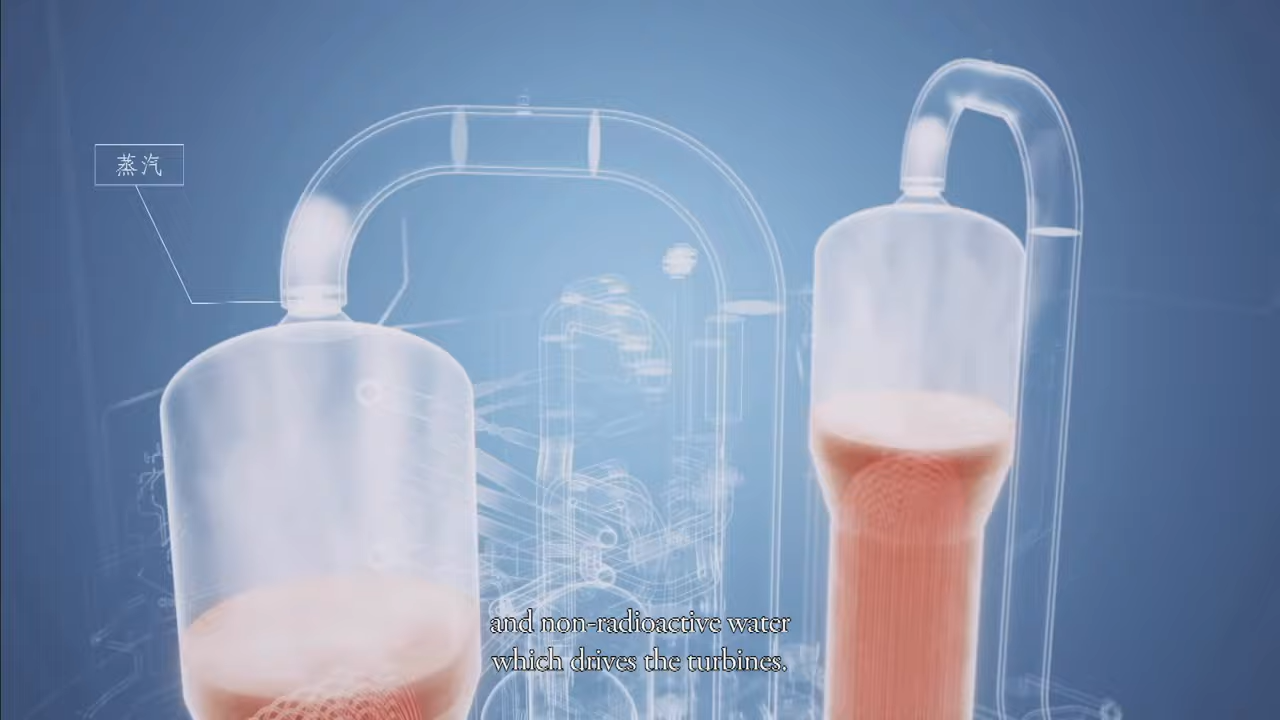 蒸汽
and non-radioactive water
which drives the turbines.